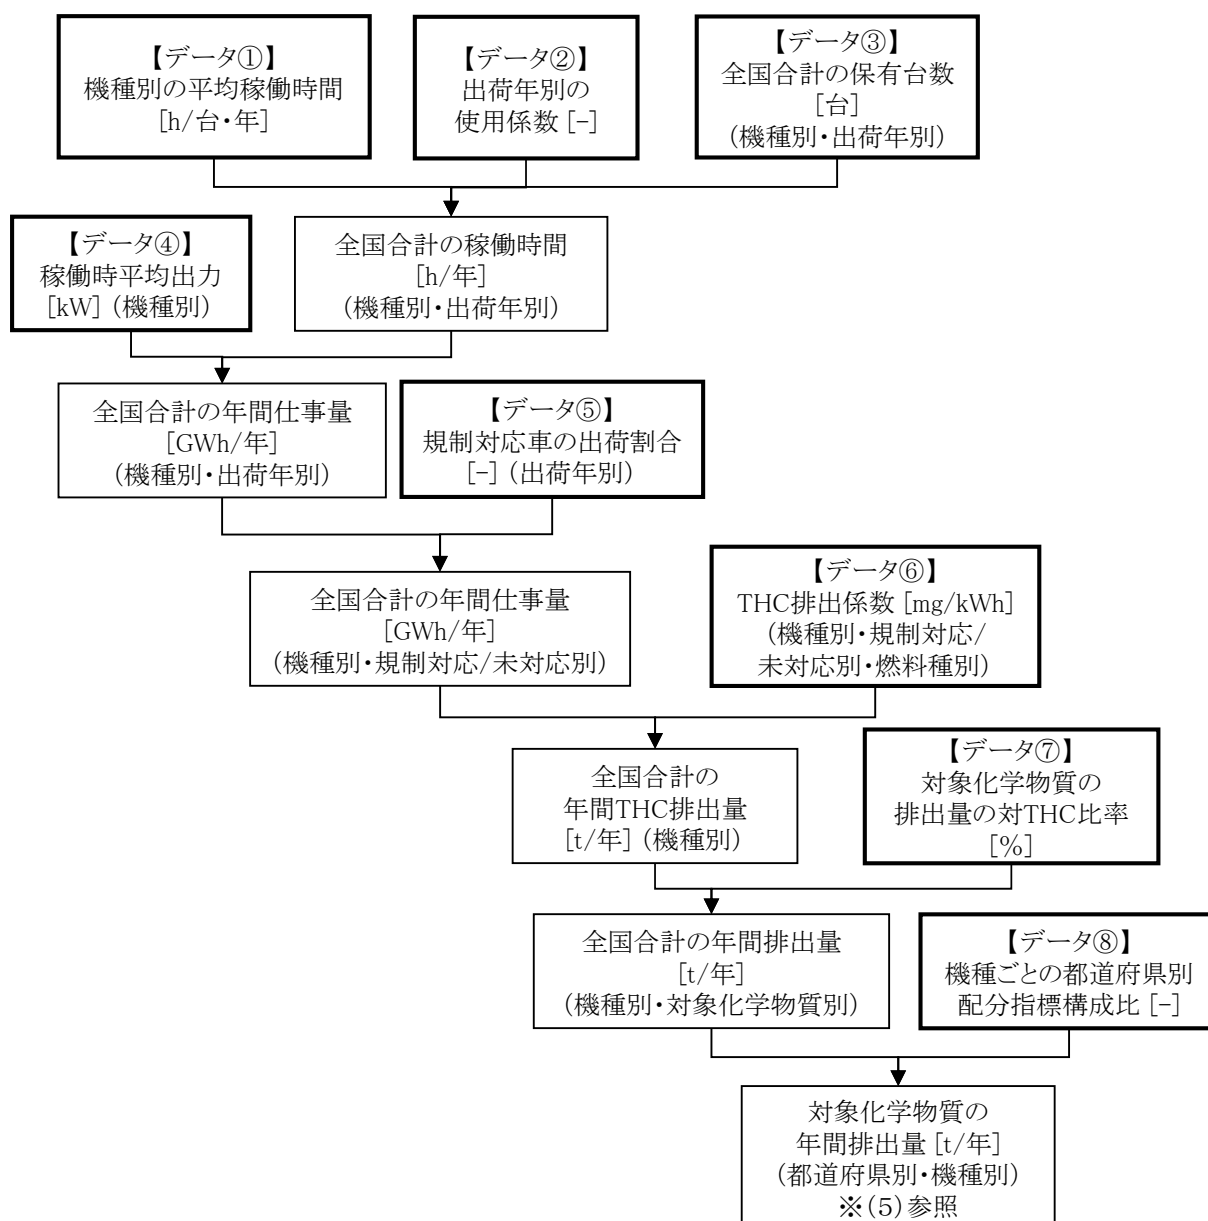 【データ①】
機種別の平均稼働時間
[h/台・年]
【データ②】
出荷年別の
使用係数 [-]
【データ③】
全国合計の保有台数
[台]
(機種別・出荷年別)
【データ④】
稼働時平均出力
[kW] (機種別)
全国合計の稼働時間
[h/年]
(機種別・出荷年別)
全国合計の年間仕事量
[GWh/年]
(機種別・出荷年別)
【データ⑤】
規制対応車の出荷割合
[-] (出荷年別)
全国合計の年間仕事量
[GWh/年]
(機種別・規制対応/未対応別)
【データ⑥】
THC排出係数 [mg/kWh]
(機種別・規制対応/
未対応別・燃料種別)
全国合計の
年間THC排出量
[t/年] (機種別)
【データ⑦】
対象化学物質の
排出量の対THC比率
[%]
全国合計の年間排出量
[t/年]
(機種別・対象化学物質別)
【データ⑧】
機種ごとの都道府県別
配分指標構成比 [-]
対象化学物質の
年間排出量 [t/年]
(都道府県別・機種別)
※(5)参照